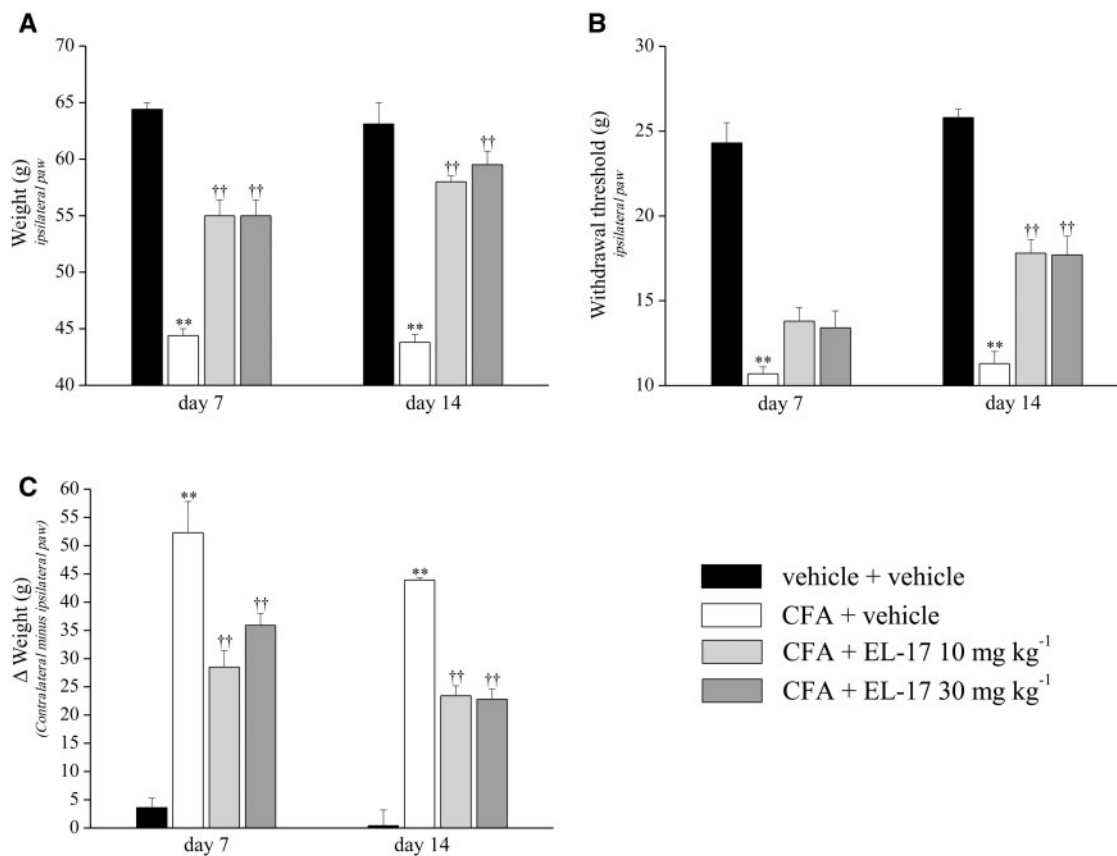 A
70
65
60
55
50
45
40
Weight (g)
ipsilateral paw
**
††
††
**
††
††
day 7
day 14
B
30
25
20
15
10
Withdrawal threshold (g)
ipsilateral paw
**
**
††
††
day 7
day 14
C
60
55
50
45
40
35
30
25
20
15
10
5
0
Δ Weight (g)
(Contralateral minus ipsilateral paw)
**
††
††
**
††
††
day 7
day 14
vehicle + vehicle
CFA + vehicle
CFA + EL-17 10 mg kg⁻¹
CFA + EL-17 30 mg kg⁻¹